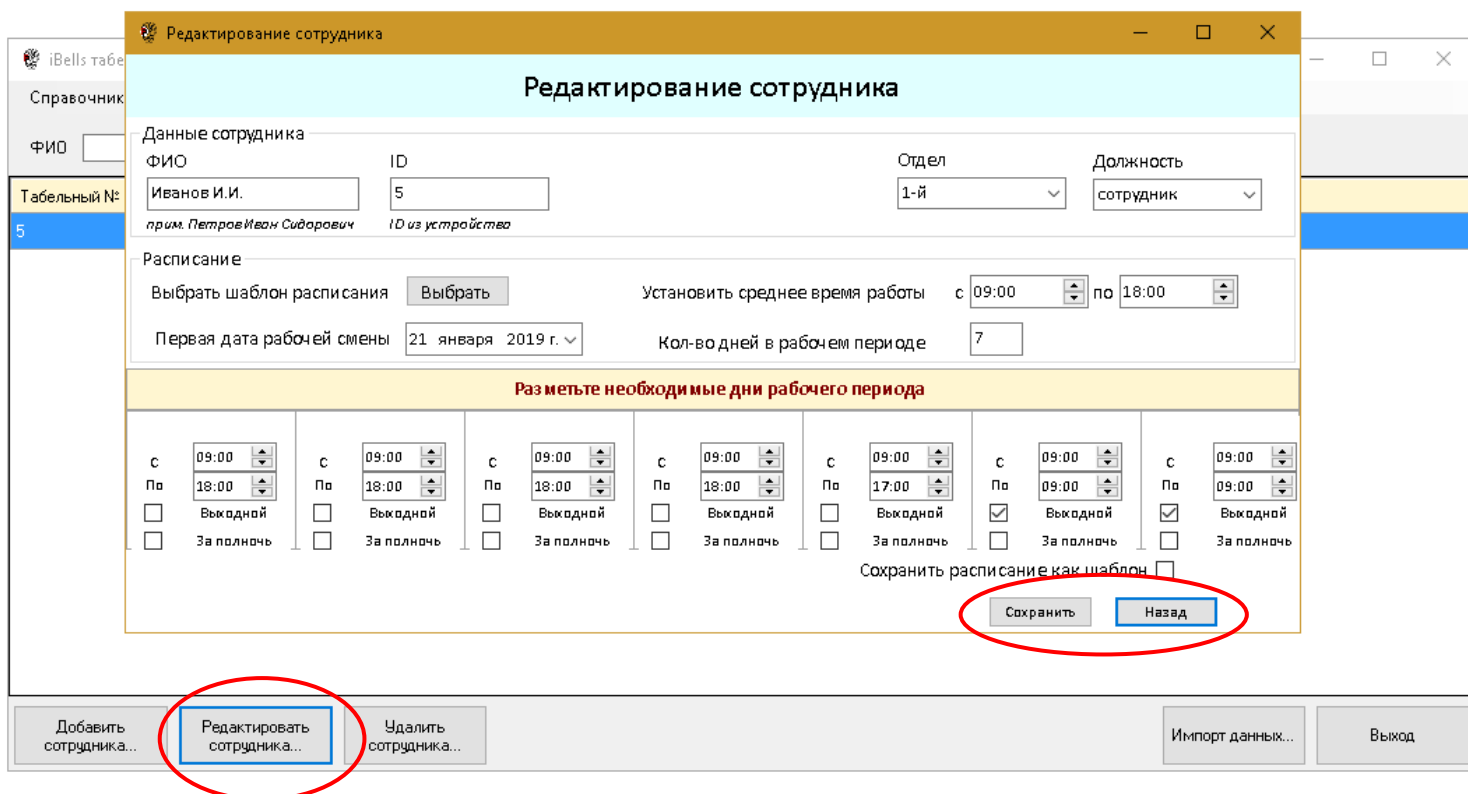 Редактирование сотрудника
iBells табе
Справочник
ФИО
Табельный №
5
Редактирование сотрудника
Данные сотрудника
ФИО ID Отдел Должность
Иванов И.И. 5 1-й сотрудник
прим. Петров Иван Сидорович ID из устройства
Расписание
Выбрать шаблон расписания Выбрать Установить среднее время работы с 09:00 по 18:00
Первая дата рабочей смены 21 января 2019 г. Кол-во дней в рабочем периоде 7
Разметьте необходимые дни рабочего периода
с 09:00 с 09:00 с 09:00 с 09:00 с 09:00 с 09:00 с 09:00
По 18:00 По 18:00 По 18:00 По 18:00 По 17:00 По 09:00 По 09:00
Выходной Выходной Выходной Выходной Выходной Выходной Выходной
За полночь За полночь За полночь За полночь За полночь За полночь За полночь
Сохранить расписание как шаблон
Сохранить Назад
Добавить сотрудника...
Редактировать сотрудника...
Удалить сотрудника...
Импорт данных...
Выход